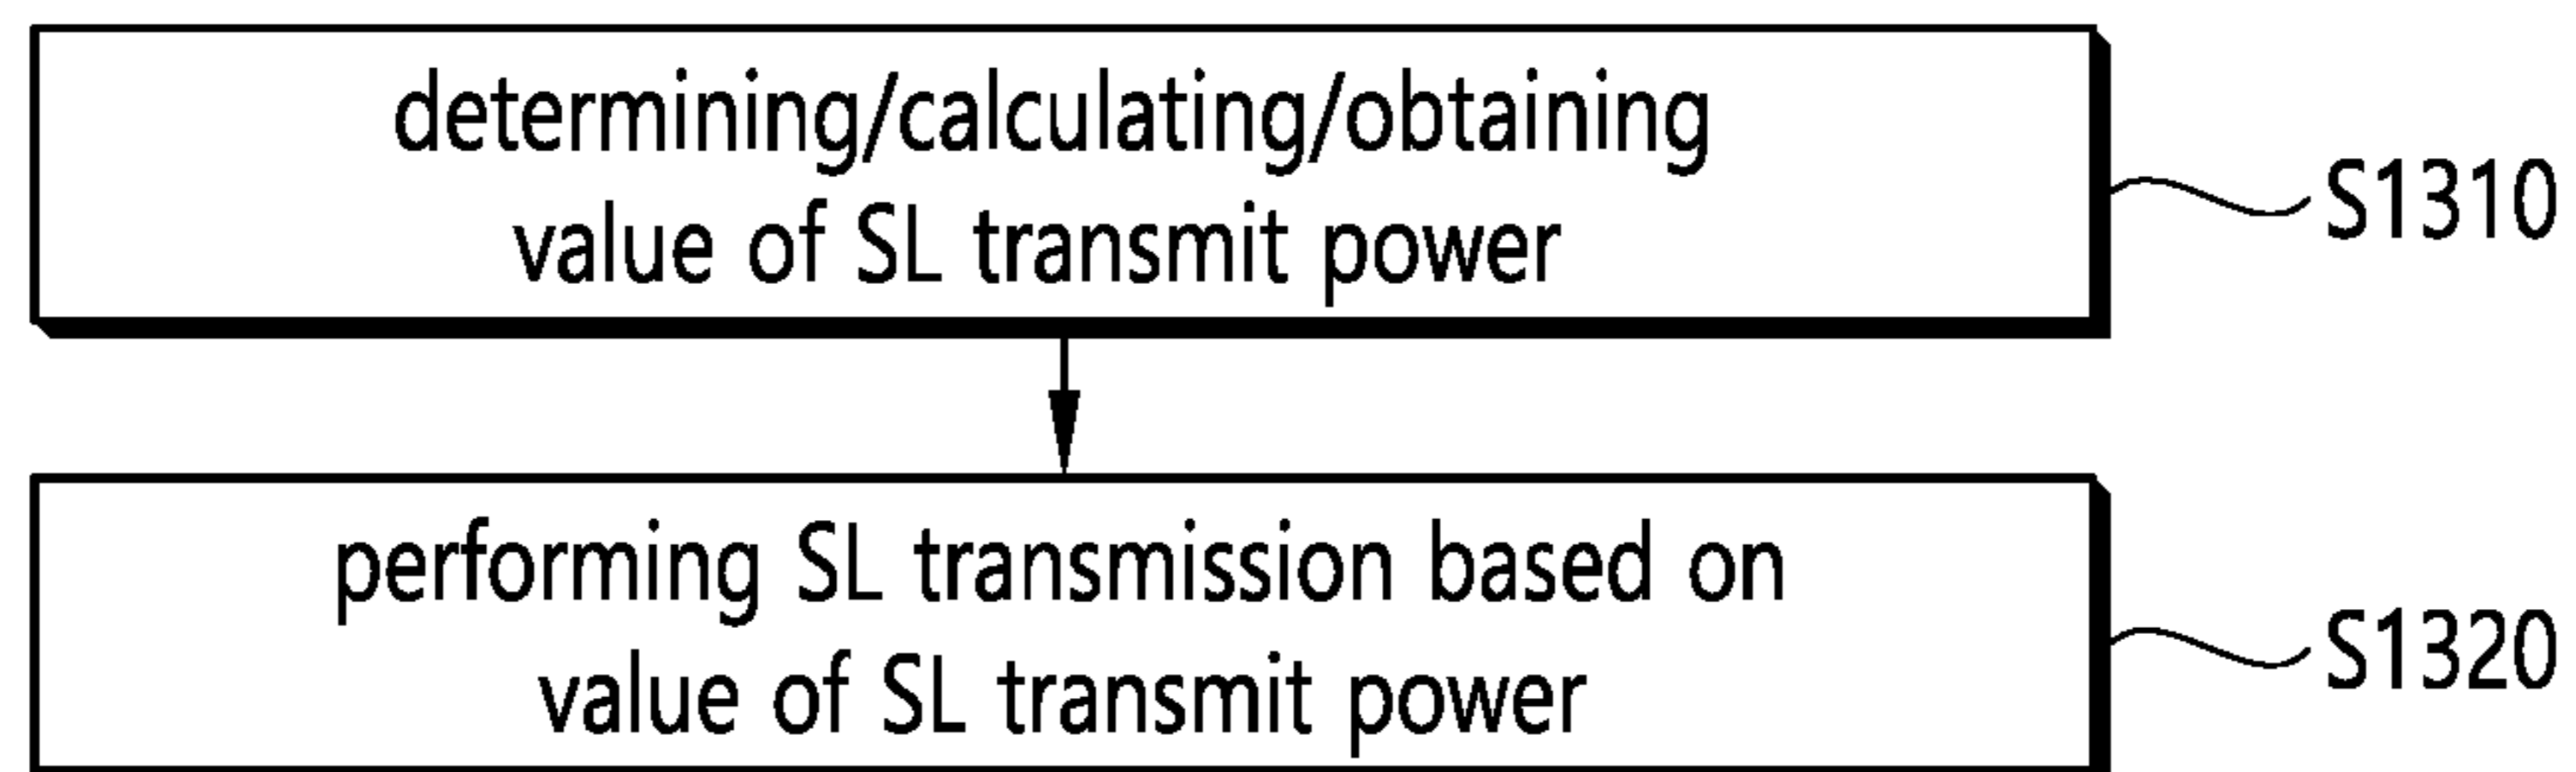 determining/calculating/obtaining
value of SL transmit power
S1310
performing SL transmission based on
value of SL transmit power
S1320